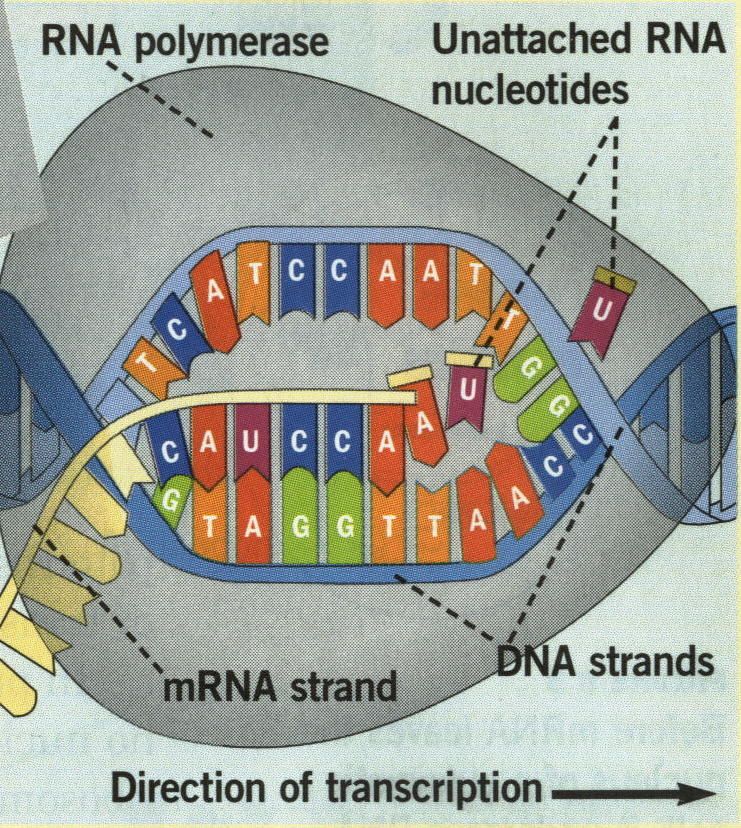 RNA polymerase
Unattached RNA
nucleotides
T C A T C C A A T T G G
U
U
C A U C C A A
G T A G G T T A A C C
mRNA strand
DNA strands
Direction of transcription